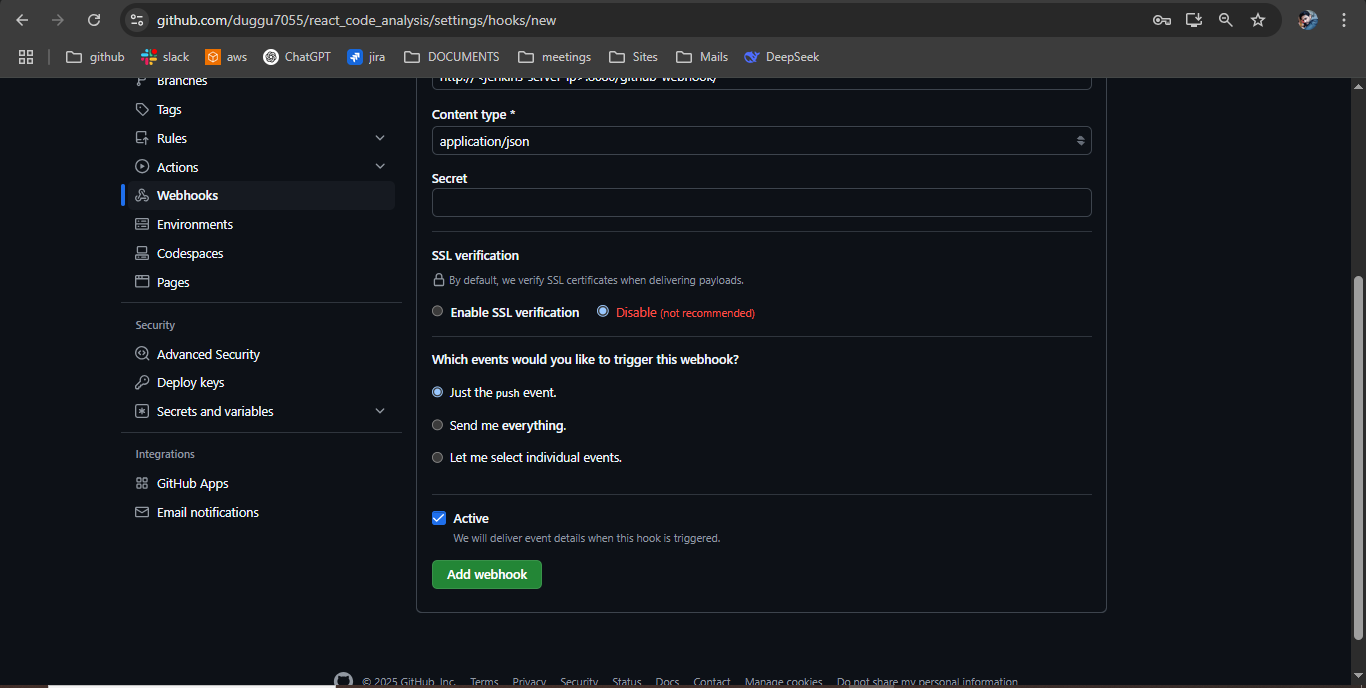 github.com/duggu7055/react_code_analysis/settings/hooks/new
github slack aws ChatGPT jira DOCUMENTS meetings Sites Mails DeepSeek
Branches
Tags
Rules
Actions
Webhooks
Environments
Codespaces
Pages
Security
Advanced Security
Deploy keys
Secrets and variables
Integrations
GitHub Apps
Email notifications
http://<jenkins-server-ip>:8080/github-webhook/
Content type *
application/json
Secret
SSL verification
By default, we verify SSL certificates when delivering payloads.
Enable SSL verification Disable (not recommended)
Which events would you like to trigger this webhook?
Just the push event.
Send me everything.
Let me select individual events.
Active
We will deliver event details when this hook is triggered.
Add webhook
© 2025 GitHub, Inc. Terms Privacy Security Status Docs Contact Manage cookies Do not share my personal information